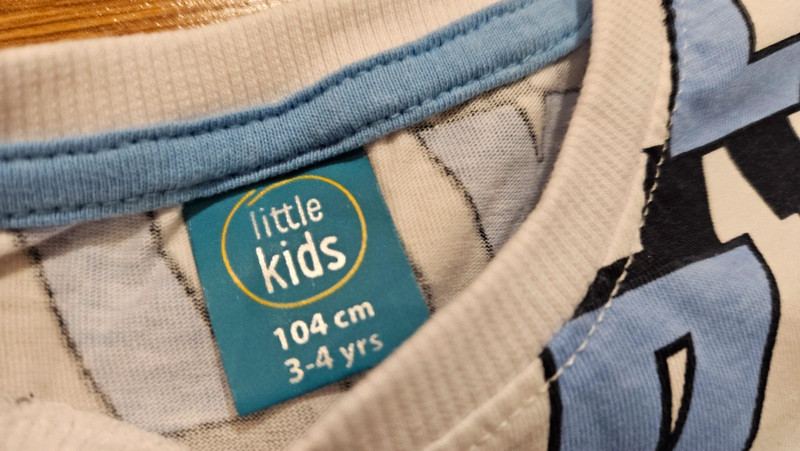 little
kids
104 cm
3-4 yrs